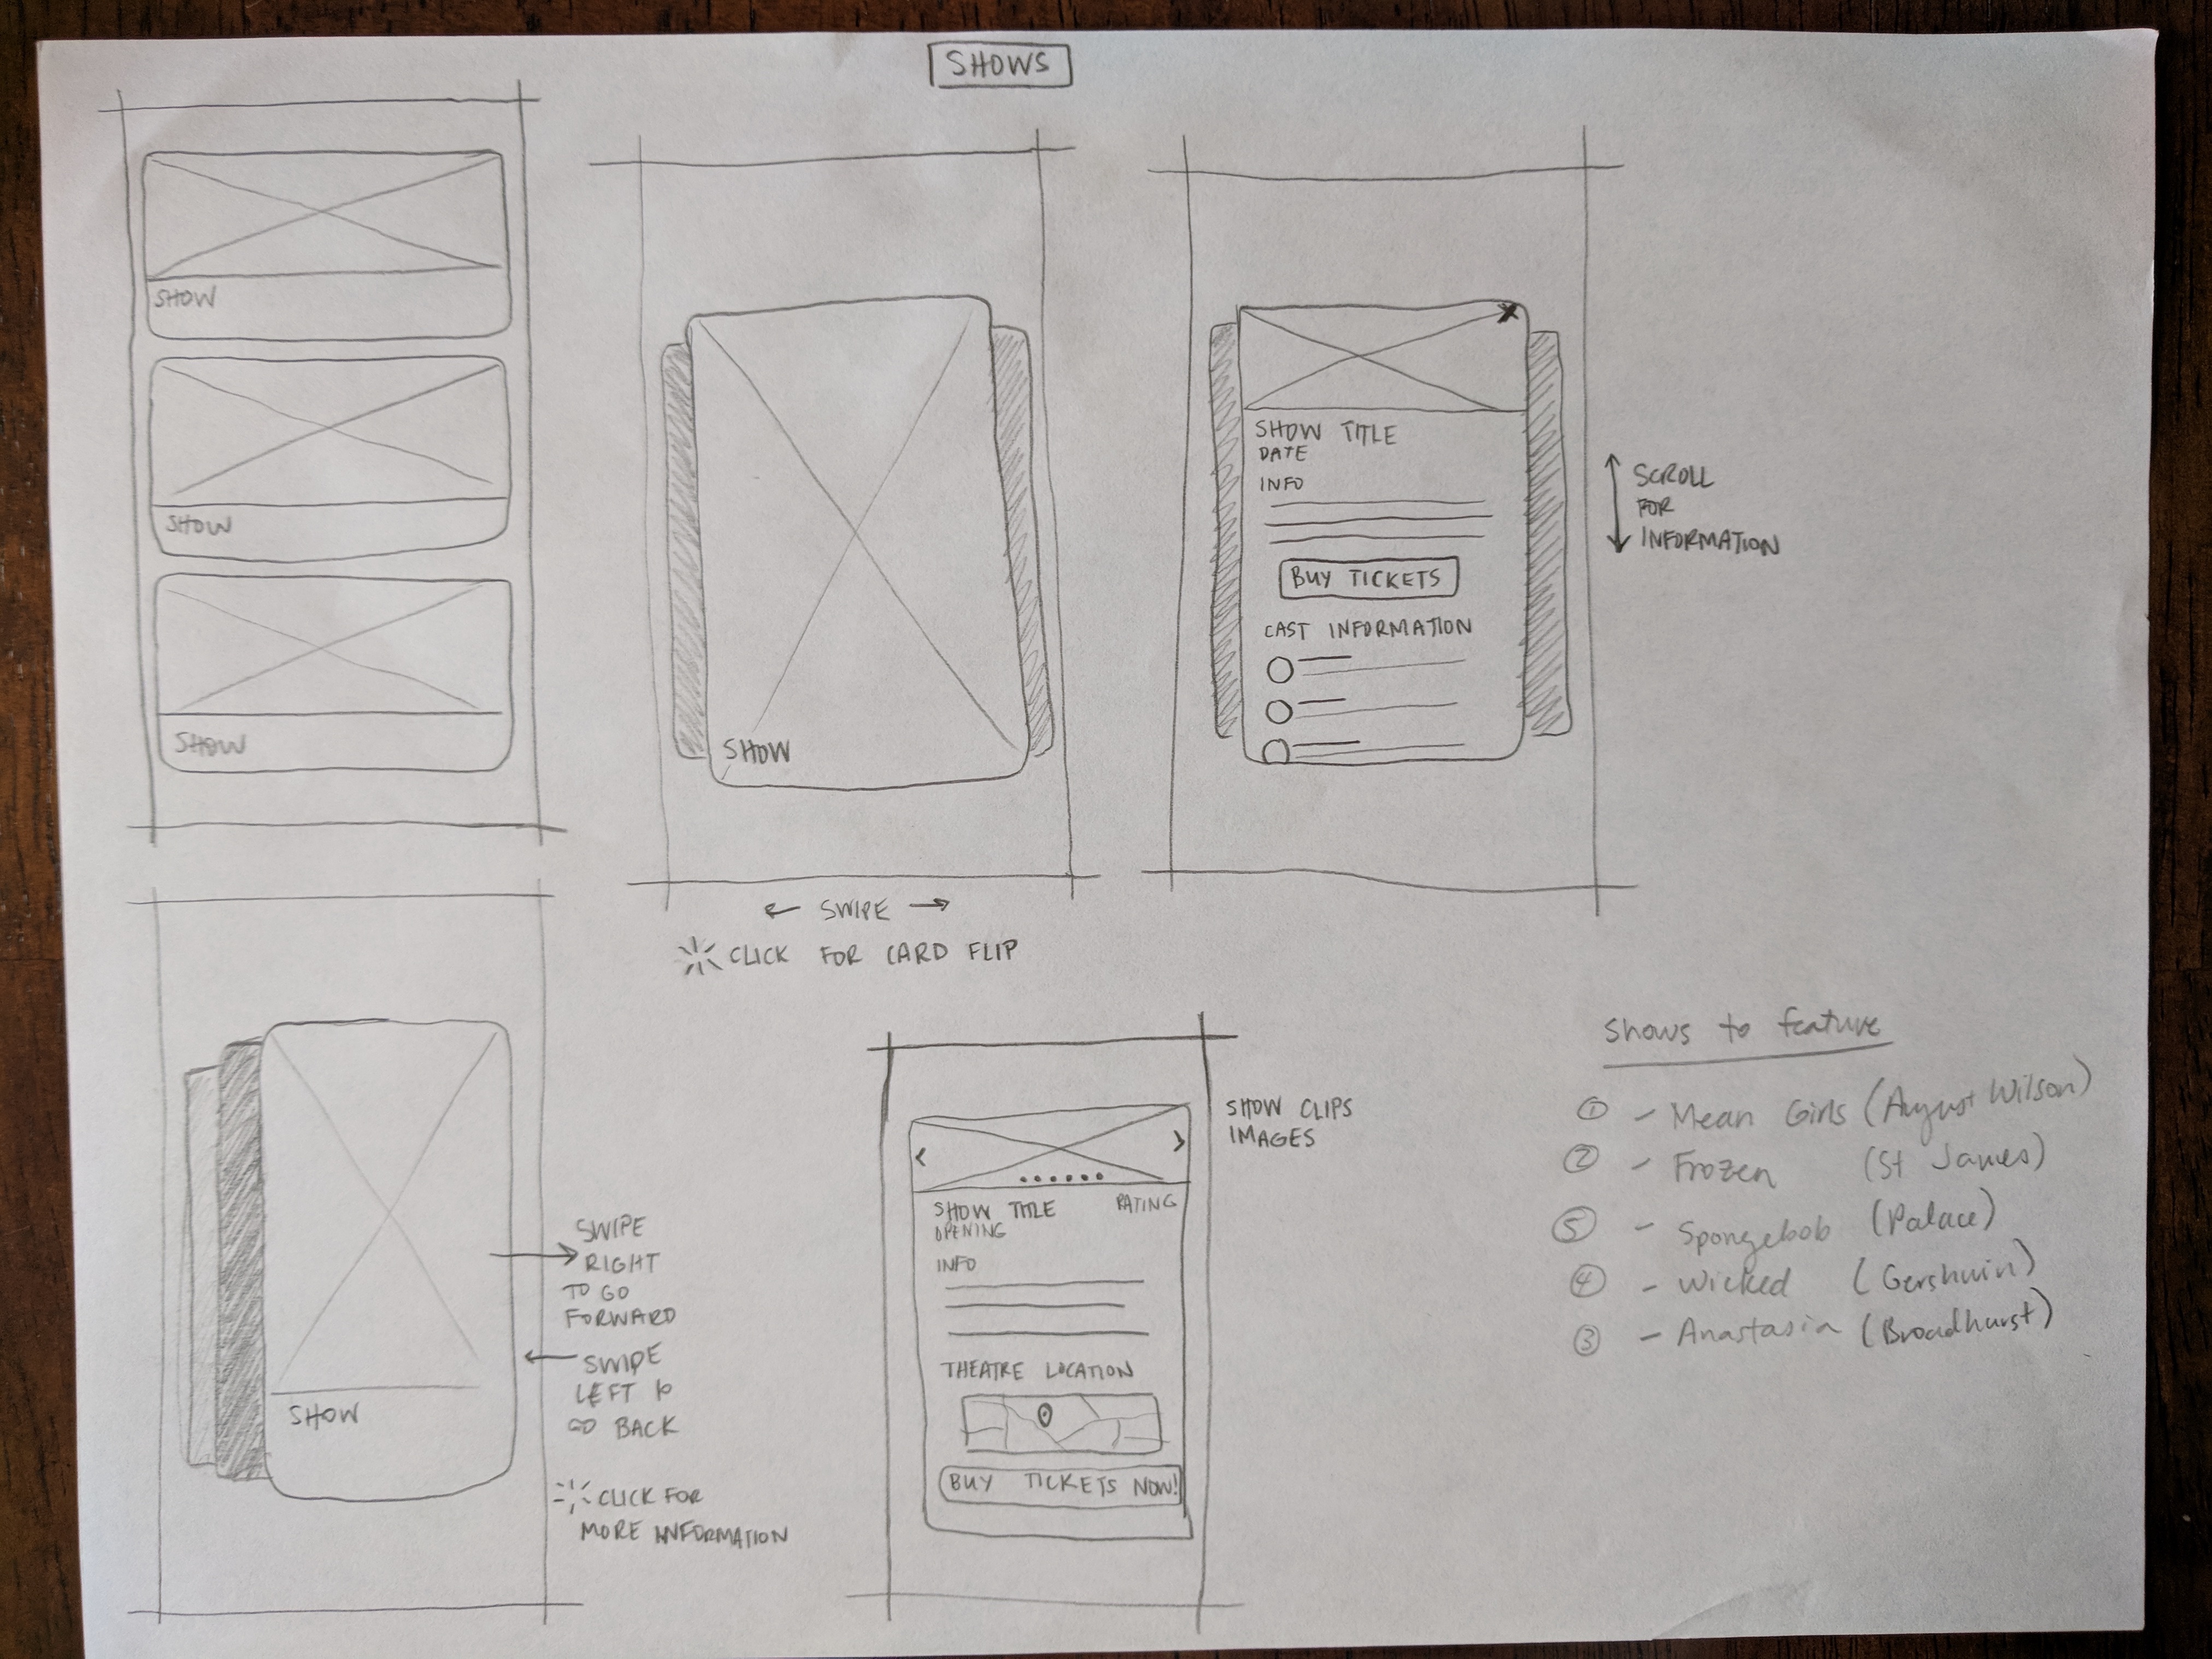 SHOWS
SHOW
SHOW
SHOW
SHOW
← SWIPE →
CLICK FOR CARD FLIP
SHOW TITLE
DATE
INFO
BUY TICKETS
CAST INFORMATION
SCROLL
FOR
INFORMATION
SHOW
SWIPE
RIGHT
TO GO
FORWARD
SWIPE
LEFT to
GO BACK
CLICK FOR
MORE INFORMATION
SHOW TITLE RATING
OPENING
INFO
THEATRE LOCATION
BUY TICKETS NOW!
SHOW CLIPS
IMAGES
Shows to feature
① - Mean Girls (August Wilson)
② - Frozen (St James)
⑤ - Spongebob (Palace)
④ - Wicked (Gershwin)
③ - Anastasia (Broadhurst)